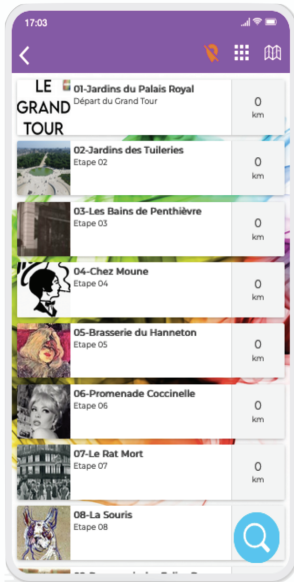 17:03
LE
GRAND
TOUR
01-Jardins du Palais Royal
Départ du Grand Tour
0
km
02-Jardins des Tuileries
Etape 02
0
km
03-Les Bains de Penthièvre
Etape 03
0
km
04-Chez Moune
Etape 04
0
km
05-Brasserie du Hanneton
Etape 05
0
km
06-Promenade Coccinelle
Etape 06
0
km
07-Le Rat Mort
Etape 07
0
km
08-La Souris
Etape 08